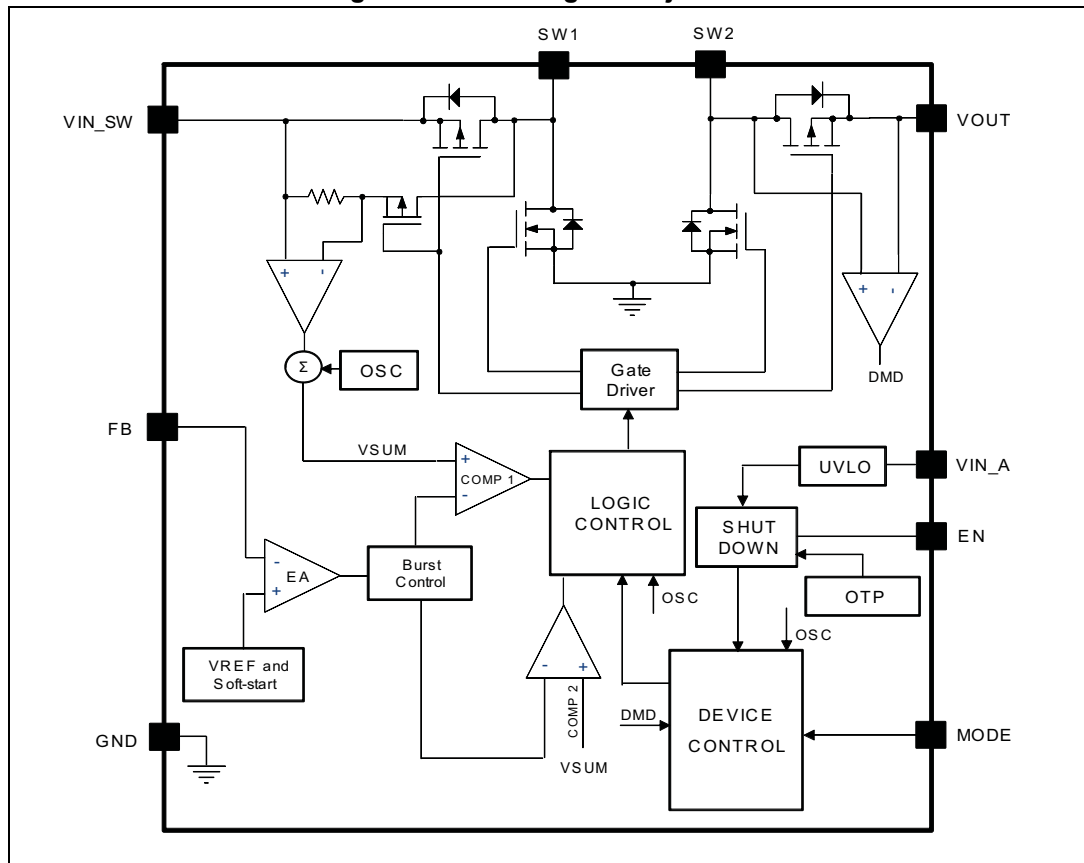 SW1
SW2
VIN_SW
VOUT
+
-
+
-
DMD
Σ
OSC
Gate
Driver
FB
VSUM
+
COMP 1
-
LOGIC
CONTROL
UVLO
VIN_A
SHUT
DOWN
EN
OTP
-
EA
+
Burst
Control
OSC
OSC
VREF and
Soft-start
-
+
COMP 2
VSUM
DMD
DEVICE
CONTROL
MODE
GND